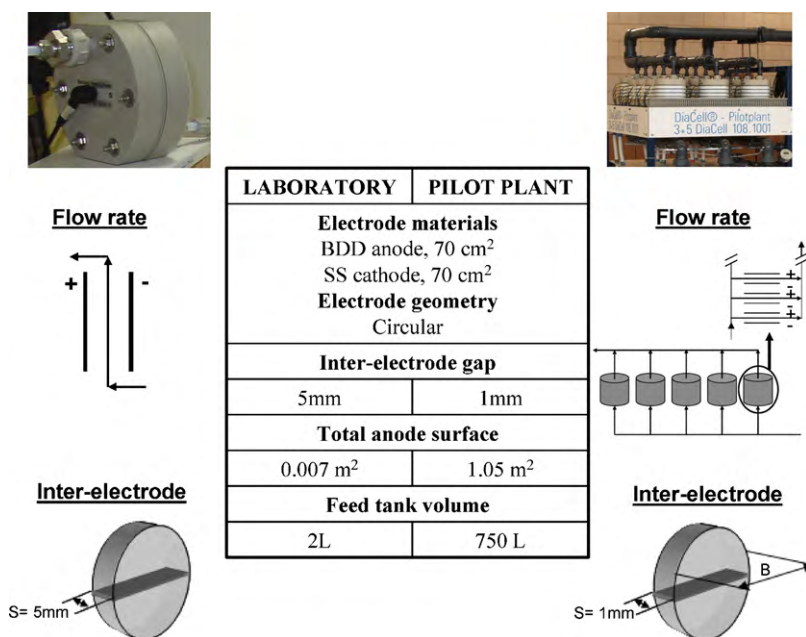 DiaCell® - Pilotplant
3+5 DiaCell 108.1001
LABORATORY PILOT PLANT
Electrode materials
BDD anode, 70 cm²
SS cathode, 70 cm²
Electrode geometry
Circular
Inter-electrode gap
5mm 1mm
Total anode surface
0.007 m² 1.05 m²
Feed tank volume
2L 750 L
Flow rate
+ -
Inter-electrode
S= 5mm
Flow rate
+
-
+
-
+
-
Inter-electrode
B
S= 1mm